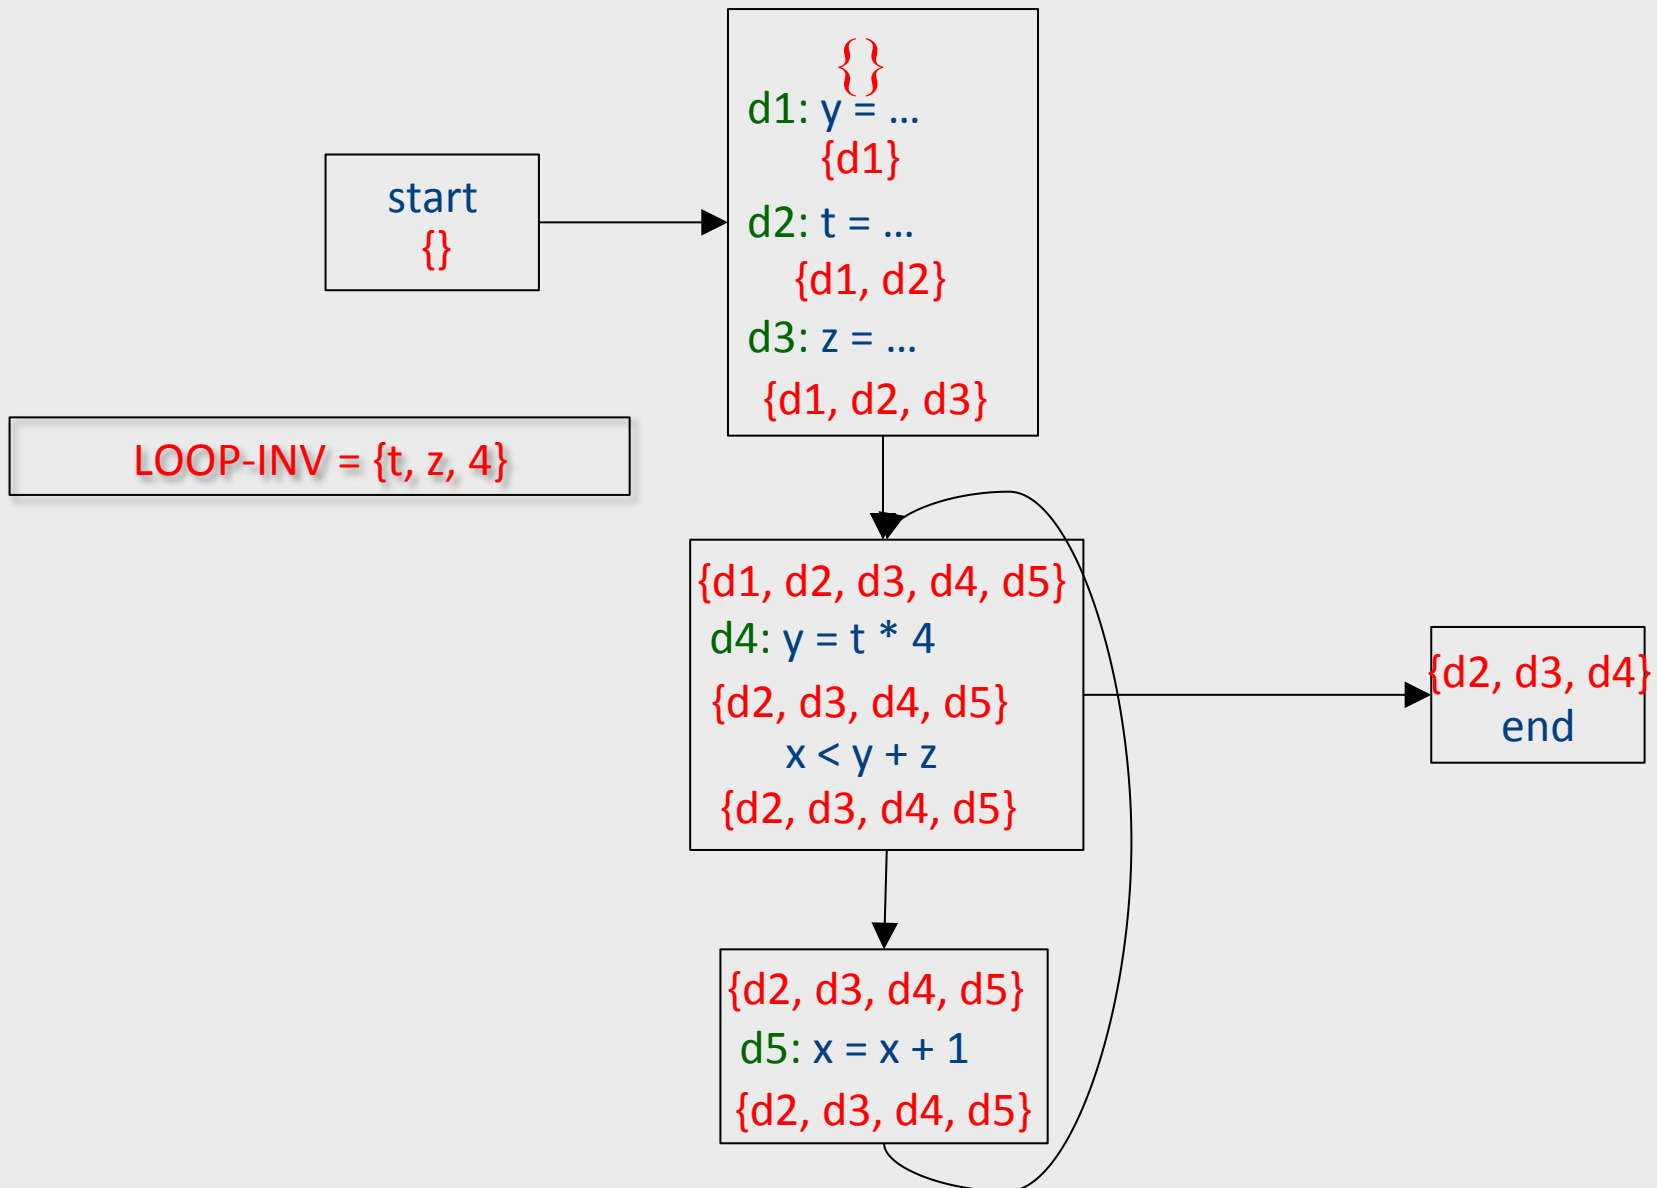 start
{}
{}
d1: y = ...
{d1}
d2: t = ...
{d1, d2}
d3: z = ...
{d1, d2, d3}
LOOP-INV = {t, z, 4}
{d1, d2, d3, d4, d5}
d4: y = t * 4
{d2, d3, d4, d5}
x < y + z
{d2, d3, d4, d5}
{d2, d3, d4}
end
{d2, d3, d4, d5}
d5: x = x + 1
{d2, d3, d4, d5}